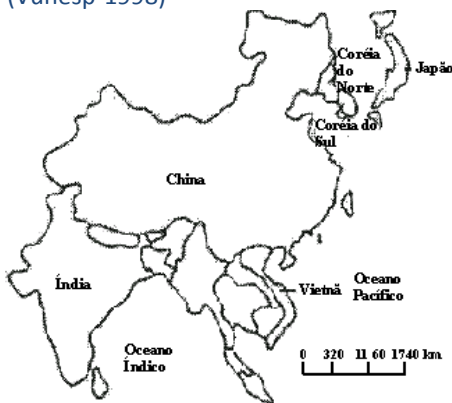 (Vunesp-1998)
Coréia
do
Norte
Japão
Coréia do
Sul
China
Índia
Vietnã
Oceano
Pacífico
Oceano
Índico
0 320 11 60 1740 km